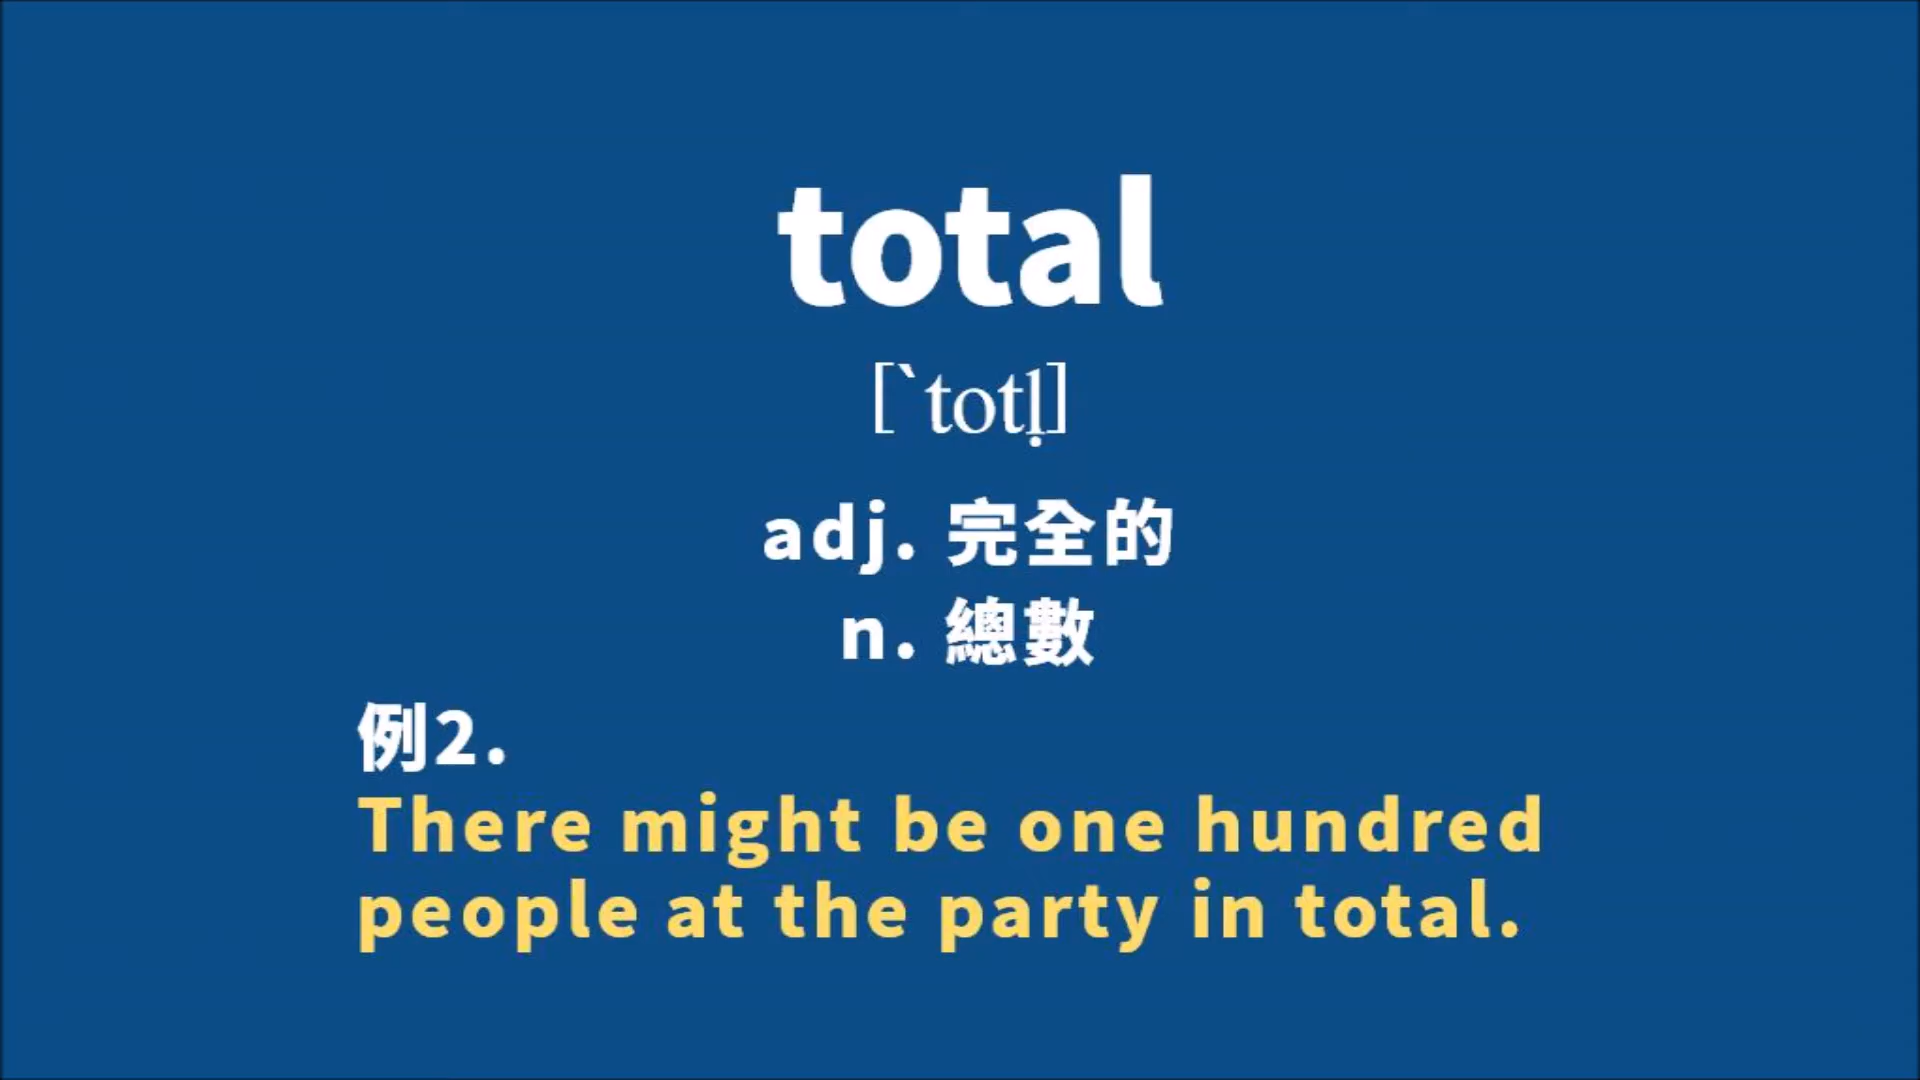 total
[ˋtotl̩]
adj. 完全的
n. 總數
例2.
There might be one hundred
people at the party in total.